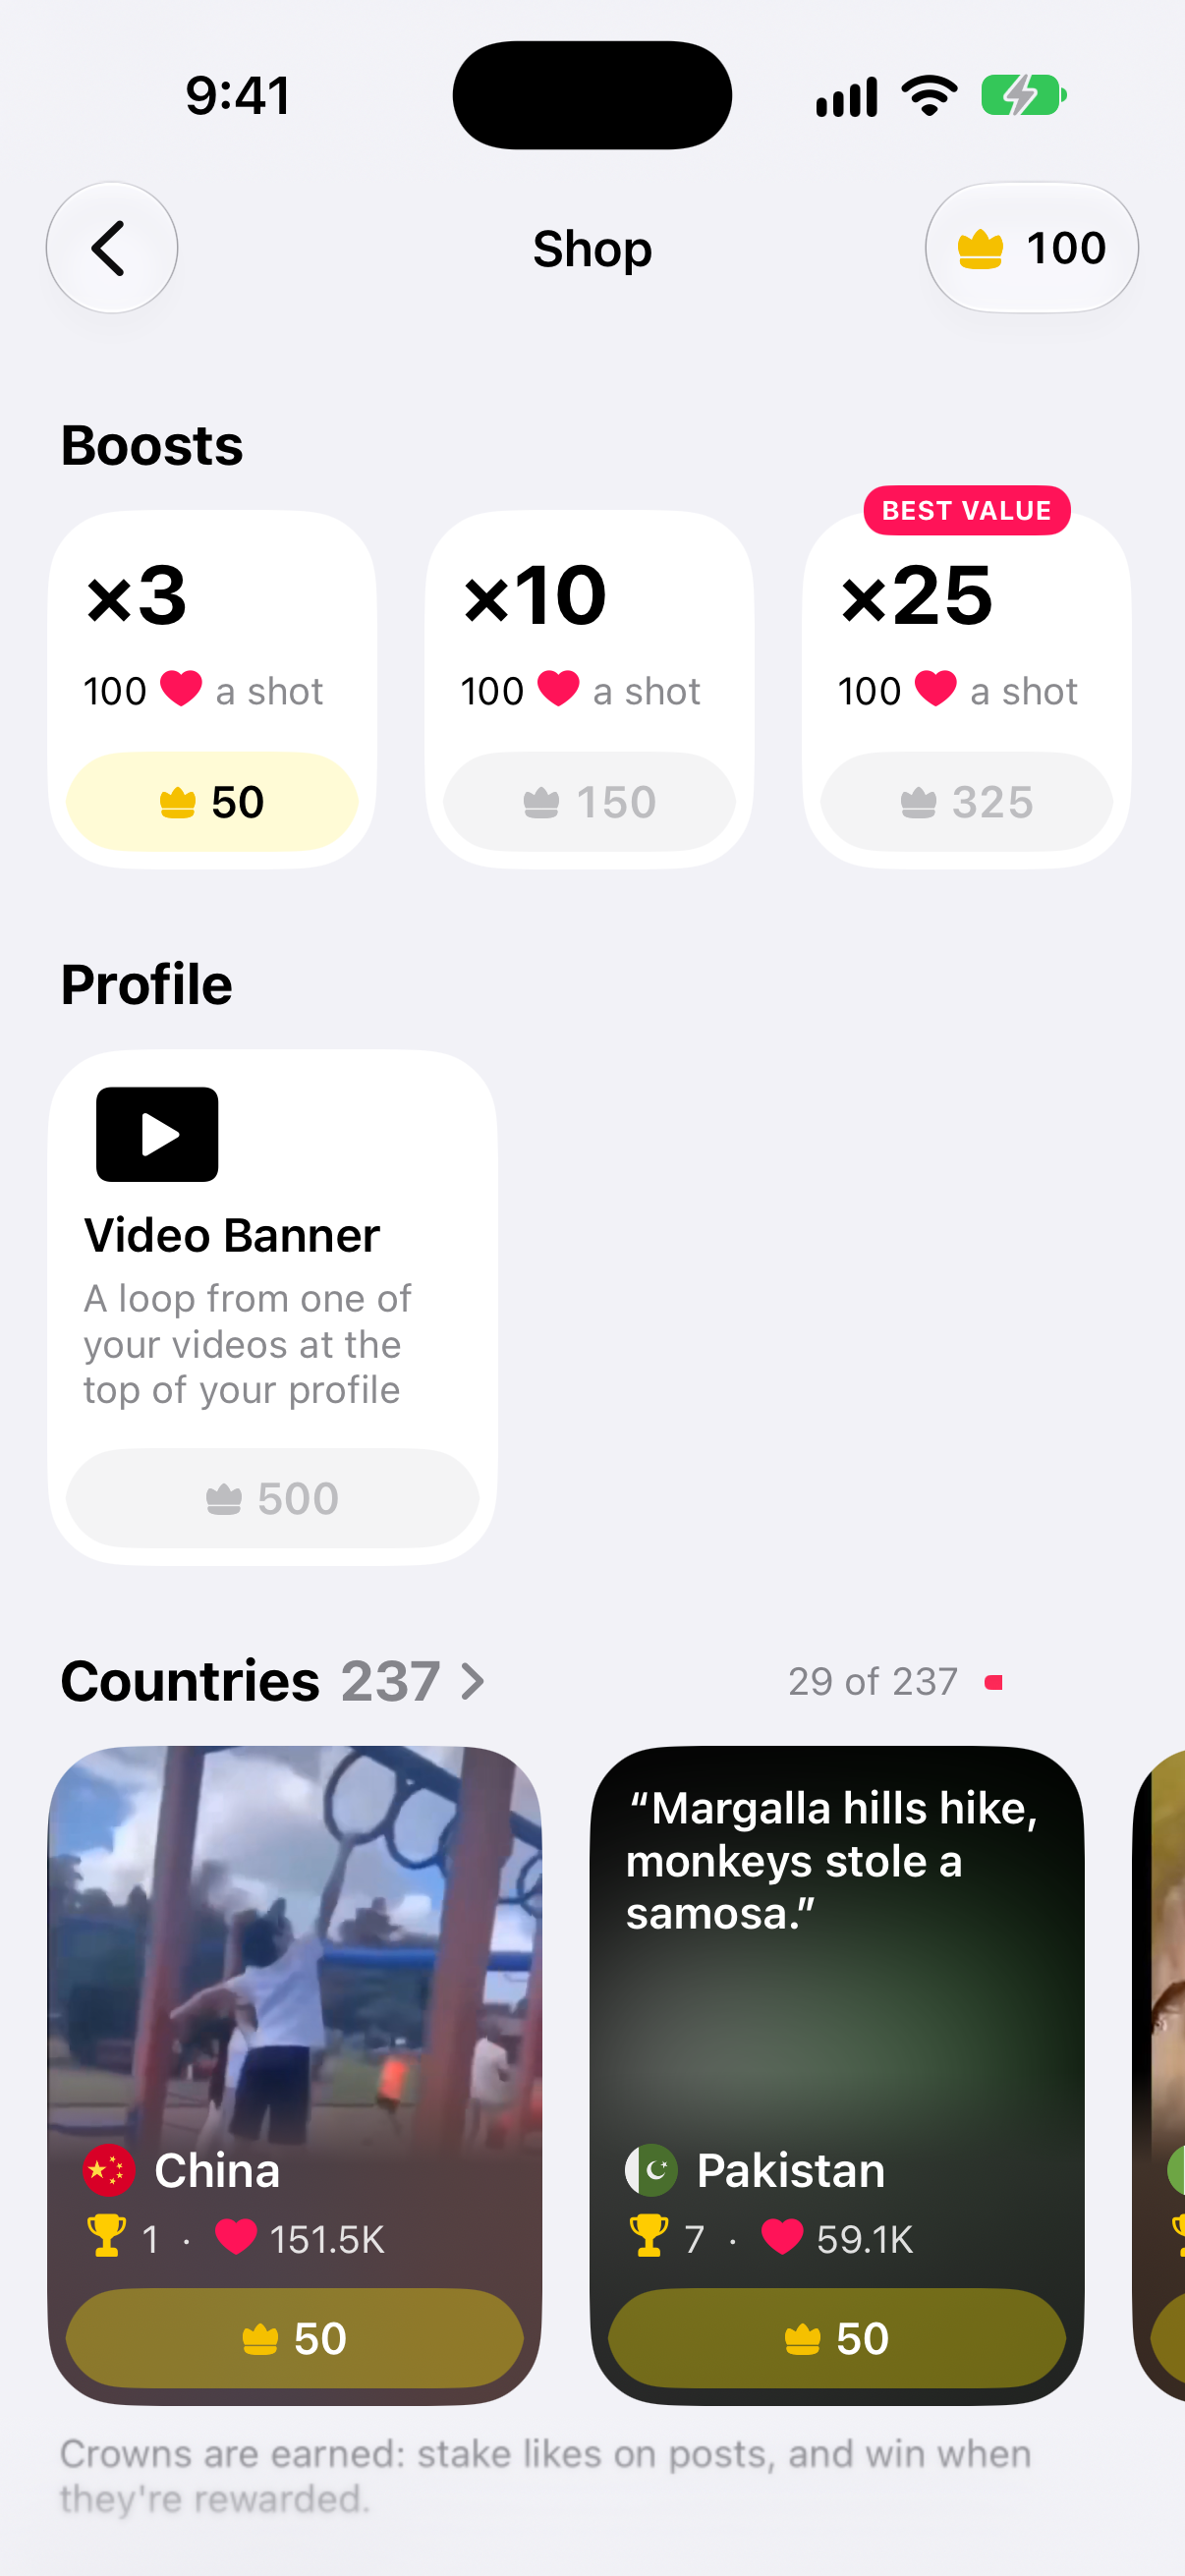 9:41
Shop
100
Boosts
BEST VALUE
×3
100 a shot
50
×10
100 a shot
150
×25
100 a shot
325
Profile
Video Banner
A loop from one of
your videos at the
top of your profile
500
Countries 237
29 of 237
China
1 · 151.5K
50
“Margalla hills hike,
monkeys stole a
samosa.”
Pakistan
7 · 59.1K
50
Crowns are earned: stake likes on posts, and win when
they're rewarded.